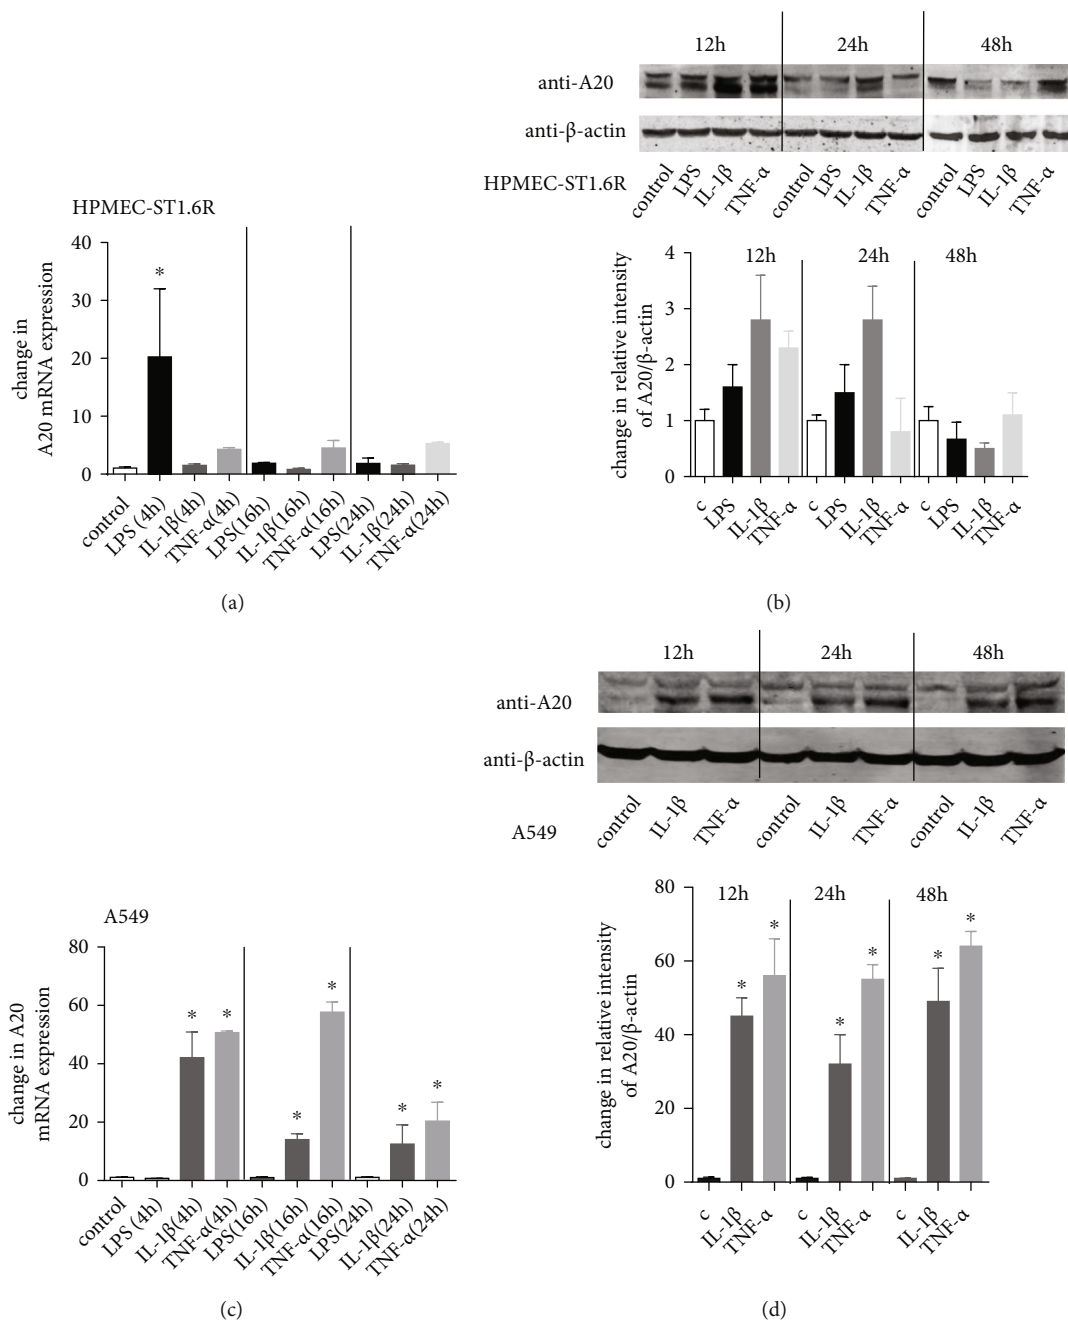 HPMEC-ST1.6R
change in
A20 mRNA expression
40
30
20
10
0
*
control
LPS (4h)
IL-1β(4h)
TNF-α(4h)
LPS(16h)
IL-1β(16h)
TNF-α(16h)
LPS(24h)
IL-1β(24h)
TNF-α(24h)
(a)
12h 24h 48h
anti-A20
anti-β-actin
HPMEC-ST1.6R
control LPS IL-1β TNF-α control LPS IL-1β TNF-α control LPS IL-1β TNF-α
change in relative intensity
of A20/β-actin
4
3
2
1
0
12h 24h 48h
c LPS IL-1β TNF-α c LPS IL-1β TNF-α c LPS IL-1β TNF-α
(b)
A549
change in A20
mRNA expression
80
60
40
20
0
* * * * * *
control
LPS (4h)
IL-1β(4h)
TNF-α(4h)
LPS(16h)
IL-1β(16h)
TNF-α(16h)
LPS(24h)
IL-1β(24h)
TNF-α(24h)
(c)
12h 24h 48h
anti-A20
anti-β-actin
A549
control IL-1β TNF-α control IL-1β TNF-α control IL-1β TNF-α
change in relative intensity
of A20/β-actin
80
60
40
20
0
12h 24h 48h
* * * * * *
c IL-1β TNF-α c IL-1β TNF-α c IL-1β TNF-α
(d)